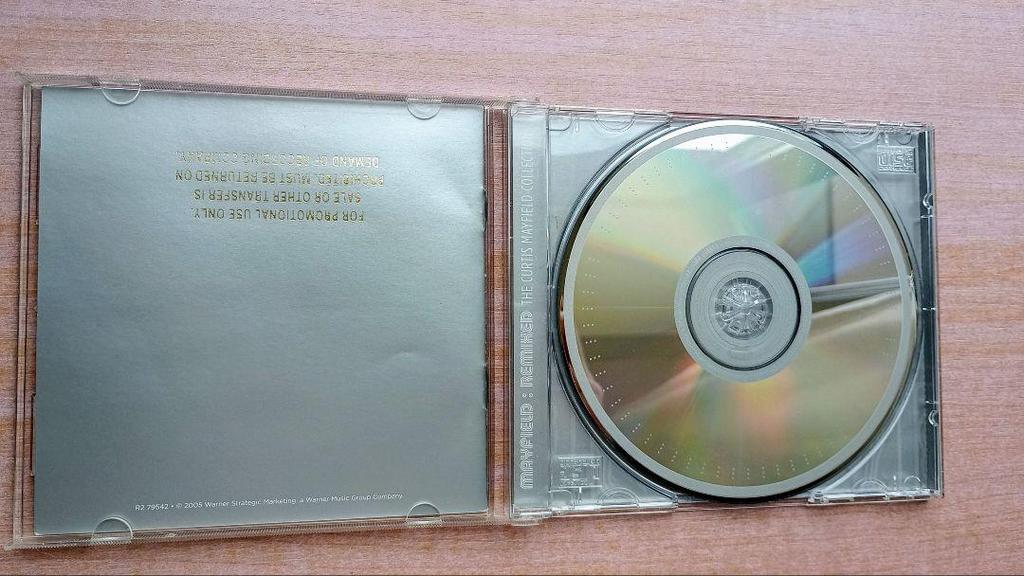 FOR PROMOTIONAL USE ONLY.
SALE OR OTHER TRANSFER IS
PROHIBITED. MUST BE RETURNED ON
DEMAND OF RECORDING COMPANY.
R2 79542 • © 2005 Warner Strategic Marketing, a Warner Music Group Company.
MAYFIELD : REMIXED THE CURTIS MAYFIELD COLLECT
DISC